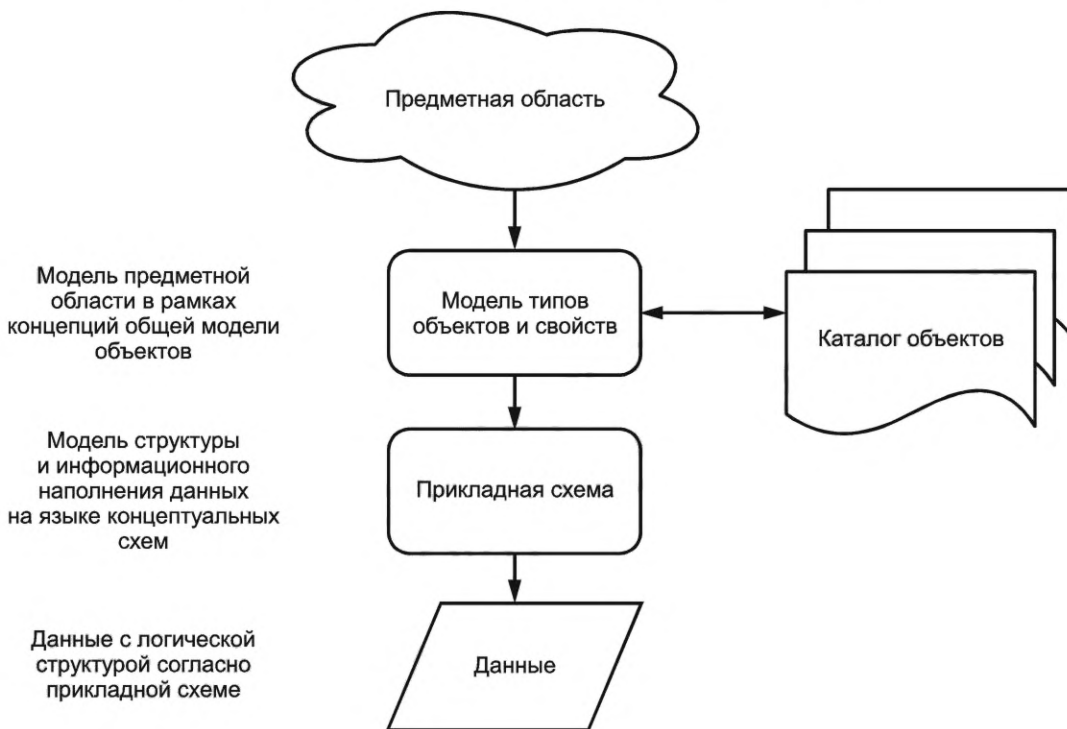 Предметная область
Модель предметной
области в рамках
концепций общей модели
объектов
Модель типов
объектов и свойств
Каталог объектов
Модель структуры
и информационного
наполнения данных
на языке концептуальных
схем
Прикладная схема
Данные с логической
структурой согласно
прикладной схеме
Данные